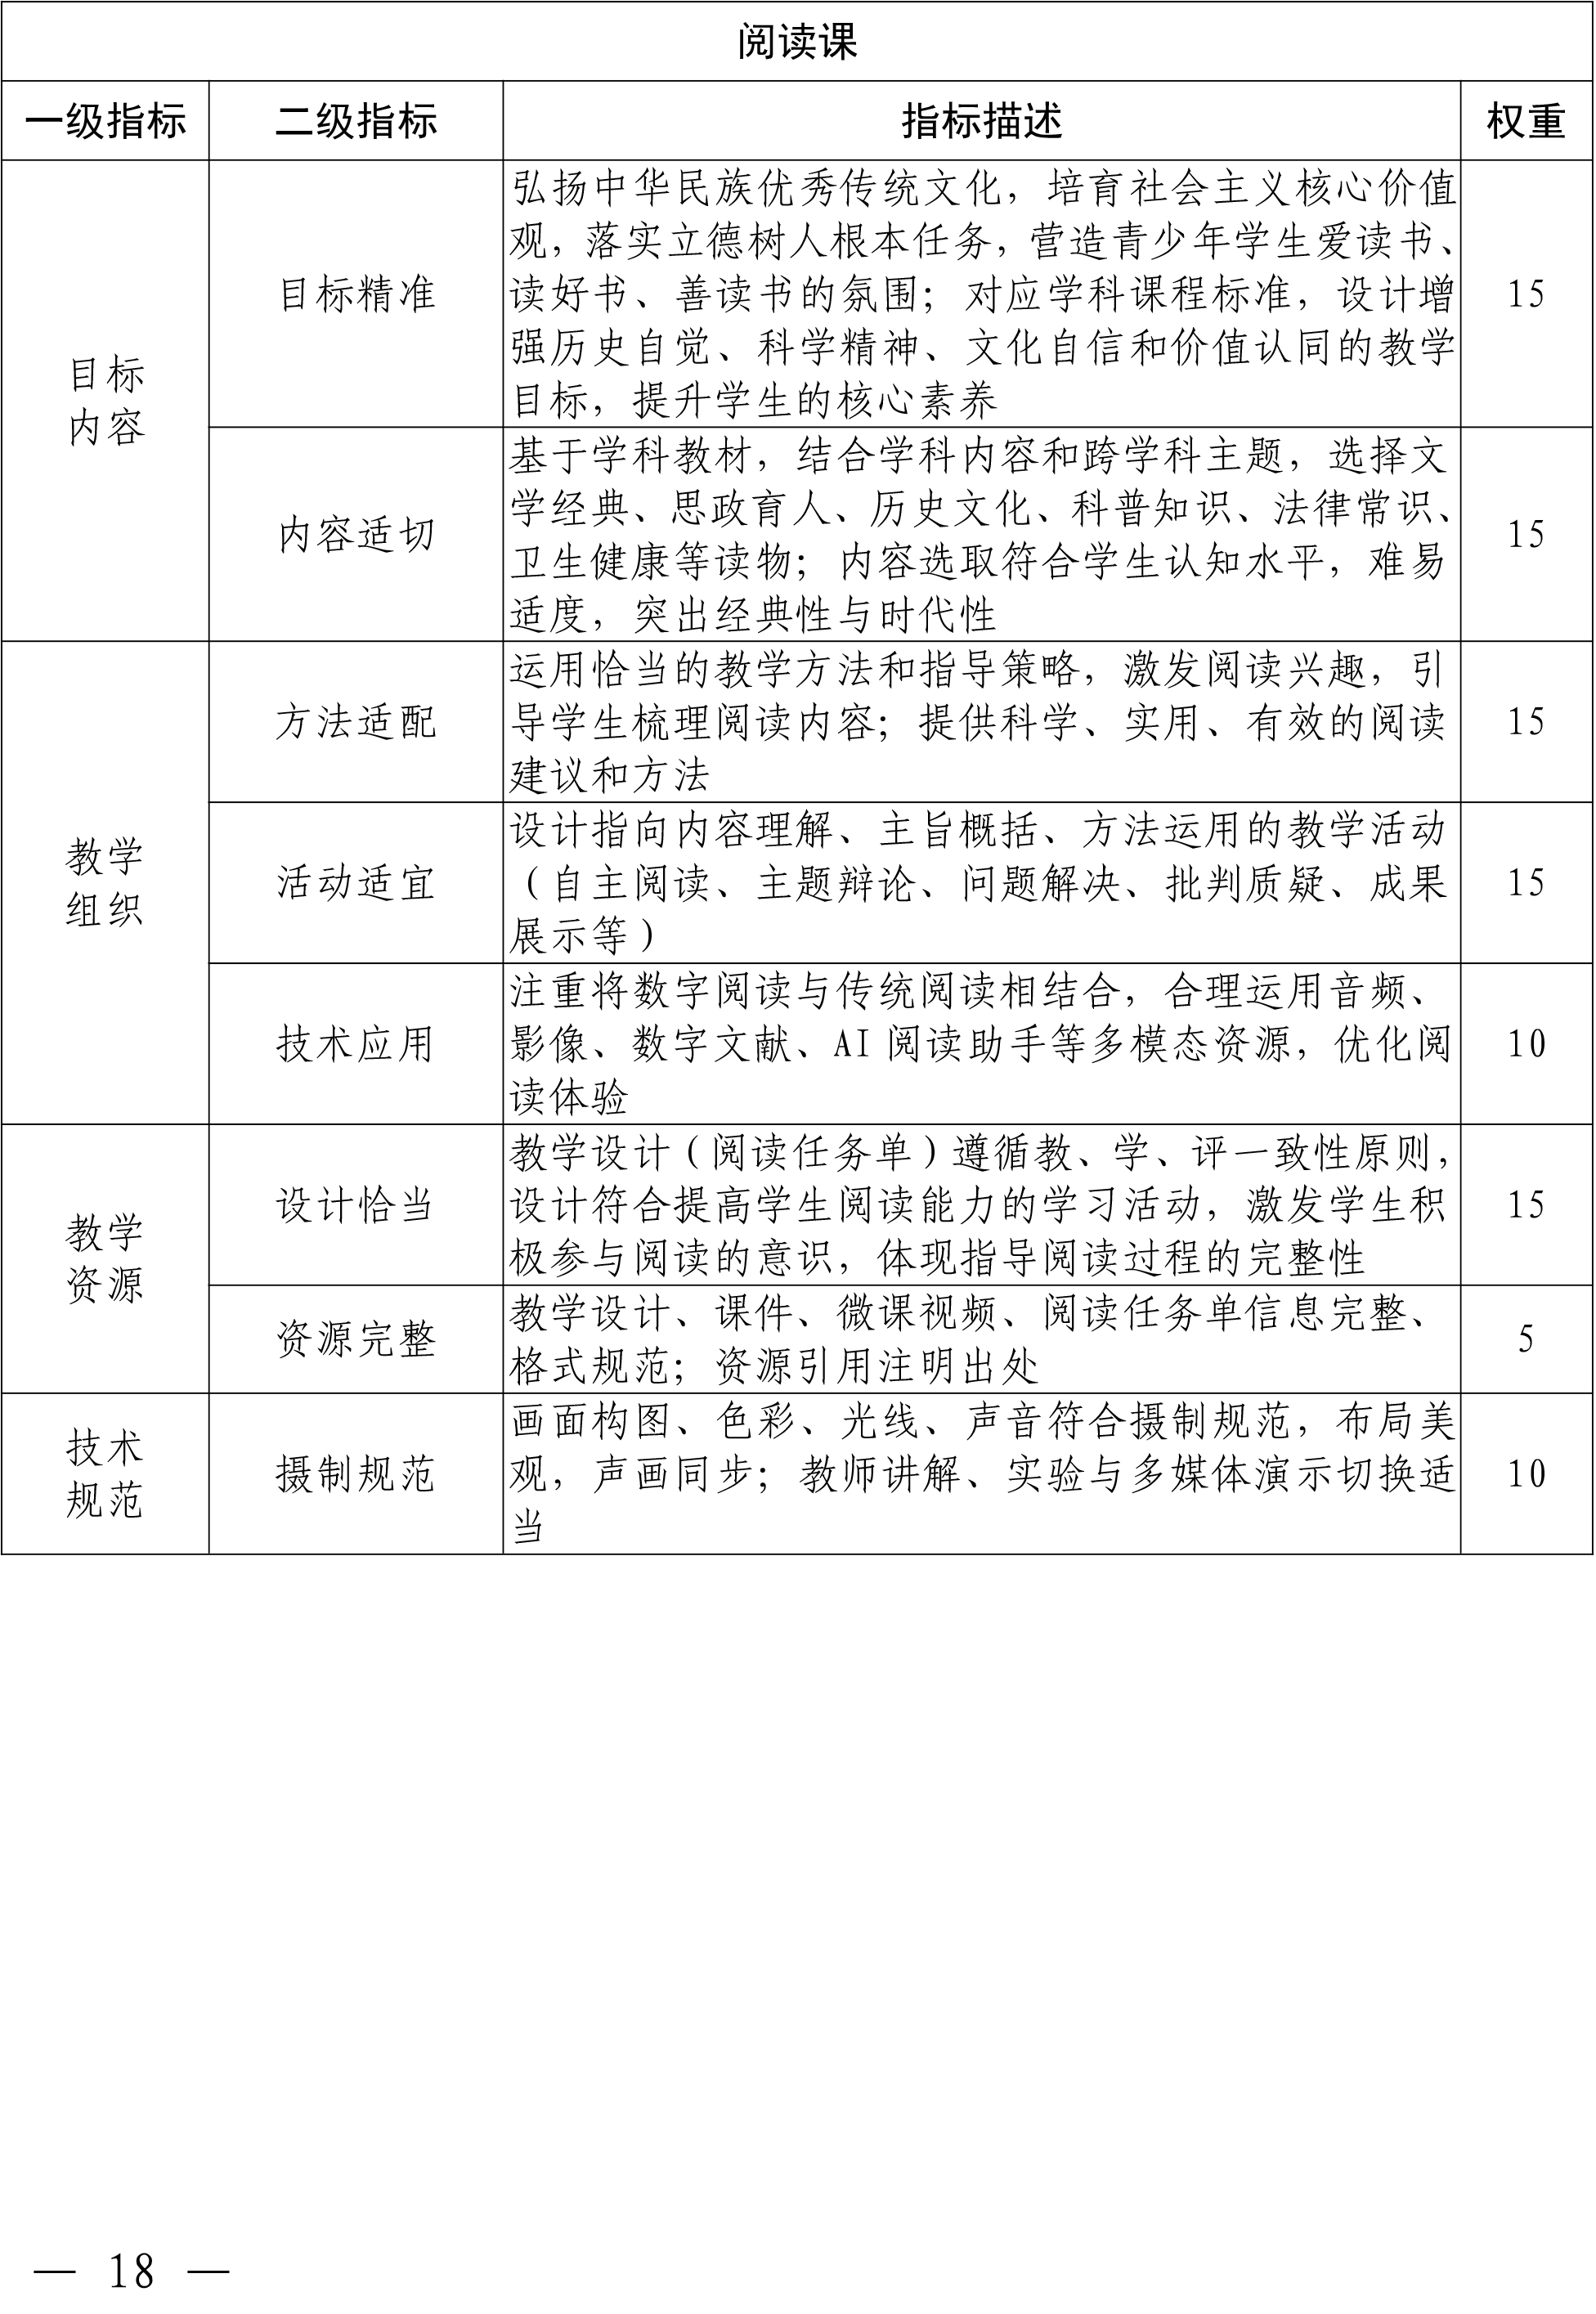 阅读课
一级指标 二级指标 指标描述 权重
目标
内容
目标精准
弘扬中华民族优秀传统文化，培育社会主义核心价值
观，落实立德树人根本任务，营造青少年学生爱读书、
读好书、善读书的氛围；对应学科课程标准，设计增
强历史自觉、科学精神、文化自信和价值认同的教学
目标，提升学生的核心素养
15
内容适切
基于学科教材，结合学科内容和跨学科主题，选择文
学经典、思政育人、历史文化、科普知识、法律常识、
卫生健康等读物；内容选取符合学生认知水平，难易
适度，突出经典性与时代性
15
教学
组织
方法适配
运用恰当的教学方法和指导策略，激发阅读兴趣，引
导学生梳理阅读内容；提供科学、实用、有效的阅读
建议和方法
15
活动适宜
设计指向内容理解、主旨概括、方法运用的教学活动
（自主阅读、主题辩论、问题解决、批判质疑、成果
展示等）
15
技术应用
注重将数字阅读与传统阅读相结合，合理运用音频、
影像、数字文献、AI 阅读助手等多模态资源，优化阅
读体验
10
教学
资源
设计恰当
教学设计（阅读任务单）遵循教、学、评一致性原则，
设计符合提高学生阅读能力的学习活动，激发学生积
极参与阅读的意识，体现指导阅读过程的完整性
15
资源完整
教学设计、课件、微课视频、阅读任务单信息完整、
格式规范；资源引用注明出处
5
技术
规范
摄制规范
画面构图、色彩、光线、声音符合摄制规范，布局美
观，声画同步；教师讲解、实验与多媒体演示切换适
当
10
— 18 —